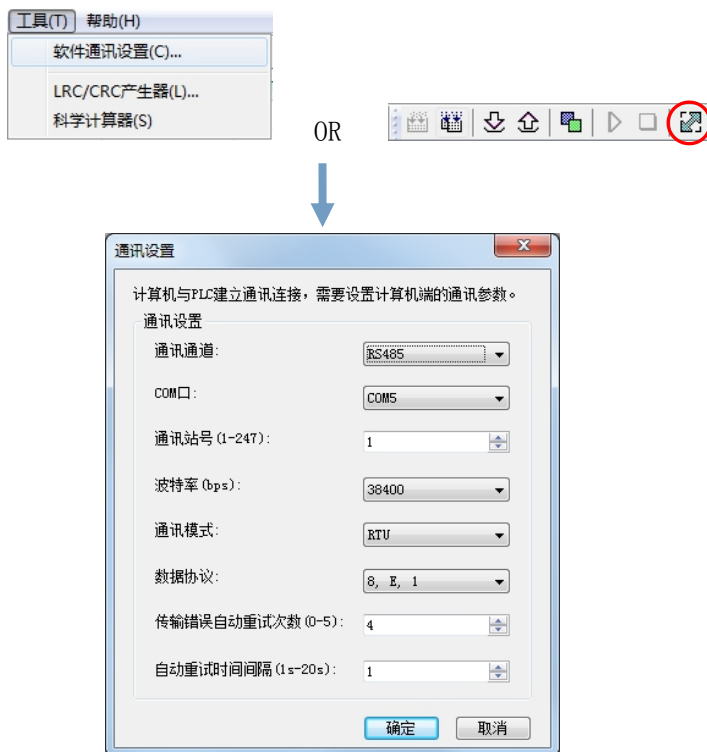 工具(T) 帮助(H)
软件通讯设置(C)...
LRC/CRC产生器(L)...
科学计算器(S)
OR
通讯设置
计算机与PLC建立通讯连接，需要设置计算机端的通讯参数。
通讯设置
通讯通道: RS485
COM口: COM5
通讯站号(1-247): 1
波特率(bps): 38400
通讯模式: RTU
数据协议: 8, E, 1
传输错误自动重试次数(0-5): 4
自动重试时间间隔(1s-20s): 1
确定 取消